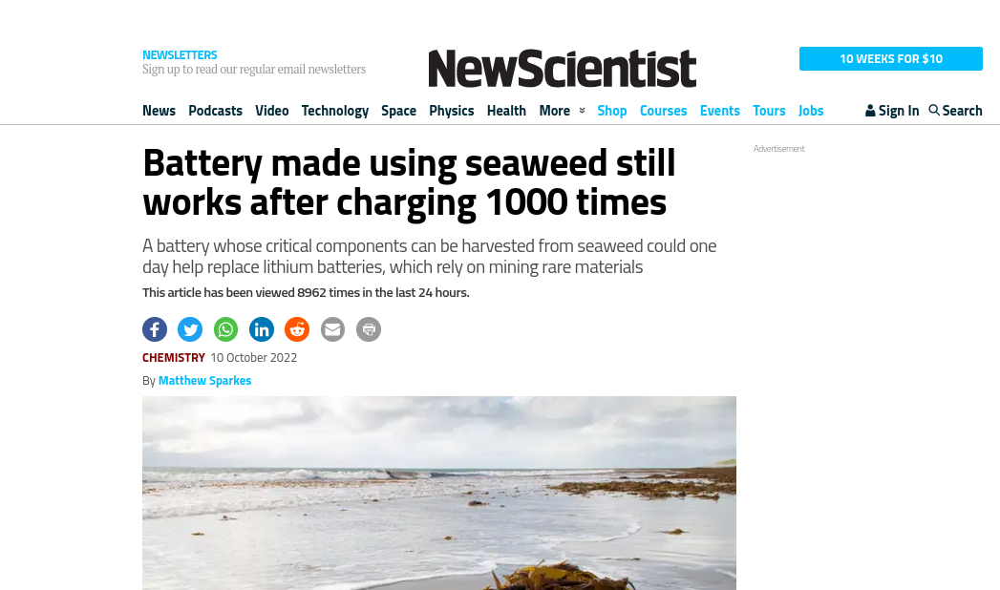 NEWSLETTERS
Sign up to read our regular email newsletters
NewScientist
10 WEEKS FOR $10
News Podcasts Video Technology Space Physics Health More Shop Courses Events Tours Jobs Sign In Search
Advertisement
Battery made using seaweed still
works after charging 1000 times
A battery whose critical components can be harvested from seaweed could one
day help replace lithium batteries, which rely on mining rare materials
This article has been viewed 8962 times in the last 24 hours.
CHEMISTRY 10 October 2022
By Matthew Sparkes